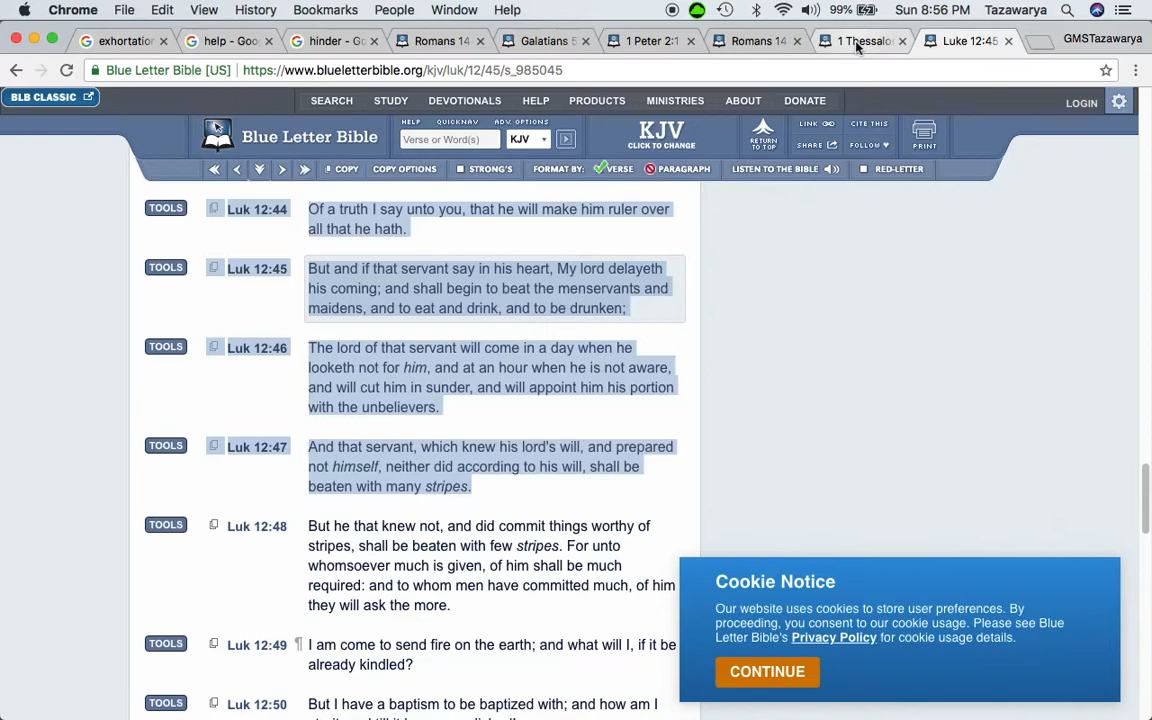 Chrome File Edit View History Bookmarks People Window Help 99% Sun 8:56 PM Tazawarya
exhortation help - Goo hinder - Go Romans 14 Galatians 5 1 Peter 2:1 Romans 14 1 Thessalo Luke 12:45 GMSTazawarya
Blue Letter Bible [US] https://www.blueletterbible.org/kjv/luk/12/45/s_985045
BLB CLASSIC SEARCH STUDY DEVOTIONALS HELP PRODUCTS MINISTRIES ABOUT DONATE LOGIN
HELP QUICKNAV ADV. OPTIONS
Blue Letter Bible Verse or Word(s) KJV
KJV
CLICK TO CHANGE
RETURN TO TOP
LINK CITE THIS
SHARE FOLLOW
PRINT
COPY COPY OPTIONS STRONG'S FORMAT BY: VERSE PARAGRAPH LISTEN TO THE BIBLE RED-LETTER
TOOLS Luk 12:44 Of a truth I say unto you, that he will make him ruler over
all that he hath.
TOOLS Luk 12:45 But and if that servant say in his heart, My lord delayeth
his coming; and shall begin to beat the menservants and
maidens, and to eat and drink, and to be drunken;
TOOLS Luk 12:46 The lord of that servant will come in a day when he
looketh not for him, and at an hour when he is not aware,
and will cut him in sunder, and will appoint him his portion
with the unbelievers.
TOOLS Luk 12:47 And that servant, which knew his lord's will, and prepared
not himself, neither did according to his will, shall be
beaten with many stripes.
TOOLS Luk 12:48 But he that knew not, and did commit things worthy of
stripes, shall be beaten with few stripes. For unto
whomsoever much is given, of him shall be much
required: and to whom men have committed much, of him
they will ask the more.
TOOLS Luk 12:49 ¶ I am come to send fire on the earth; and what will I, if it be
already kindled?
TOOLS Luk 12:50 But I have a baptism to be baptized with; and how am I
Cookie Notice
Our website uses cookies to store user preferences. By
proceeding, you consent to our cookie usage. Please see Blue
Letter Bible's Privacy Policy for cookie usage details.
CONTINUE